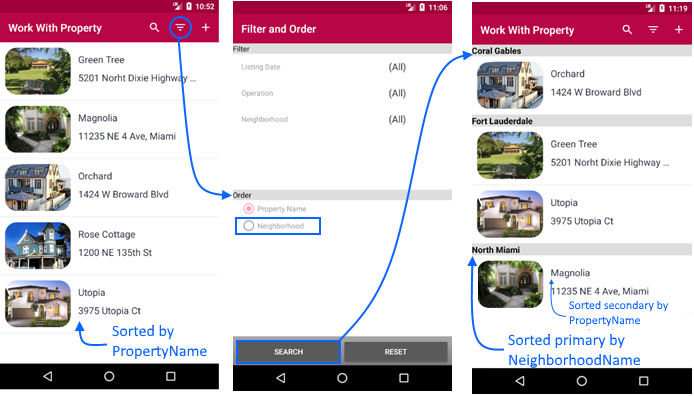 10:52
Work With Property
Green Tree
5201 Norht Dixie Highway ...
Magnolia
11235 NE 4 Ave, Miami
Orchard
1424 W Broward Blvd
Rose Cottage
1200 NE 135th St
Utopia
3975 Utopia Ct
Sorted by
PropertyName
11:06
Filter and Order
Filter
Listing Date (All)
Operation (All)
Neighborhood (All)
Order
Property Name
Neighborhood
SEARCH RESET
11:19
Work With Property
Coral Gables
Orchard
1424 W Broward Blvd
Fort Lauderdale
Green Tree
5201 Norht Dixie Highway ...
Utopia
3975 Utopia Ct
North Miami
Magnolia
11235 NE 4 Ave, Miami
Sorted secondary by
PropertyName
Sorted primary by
NeighborhoodName